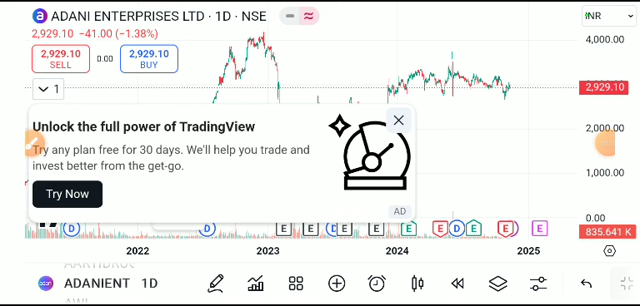 ADANI ENTERPRISES LTD · 1D · NSE
INR
2,929.10 −41.00 (−1.38%)
4,000.00
2,929.10
SELL
0.00
2,929.10
BUY
1
2,929.10
Unlock the full power of TradingView
Try any plan free for 30 days. We'll help you trade and
invest better from the get-go.
Try Now
AD
2,000.00
1,000.00
0.00
D D E E D E E E E D E E E
835.641 K
2022 2023 2024 2025
adani ADANIENT 1D